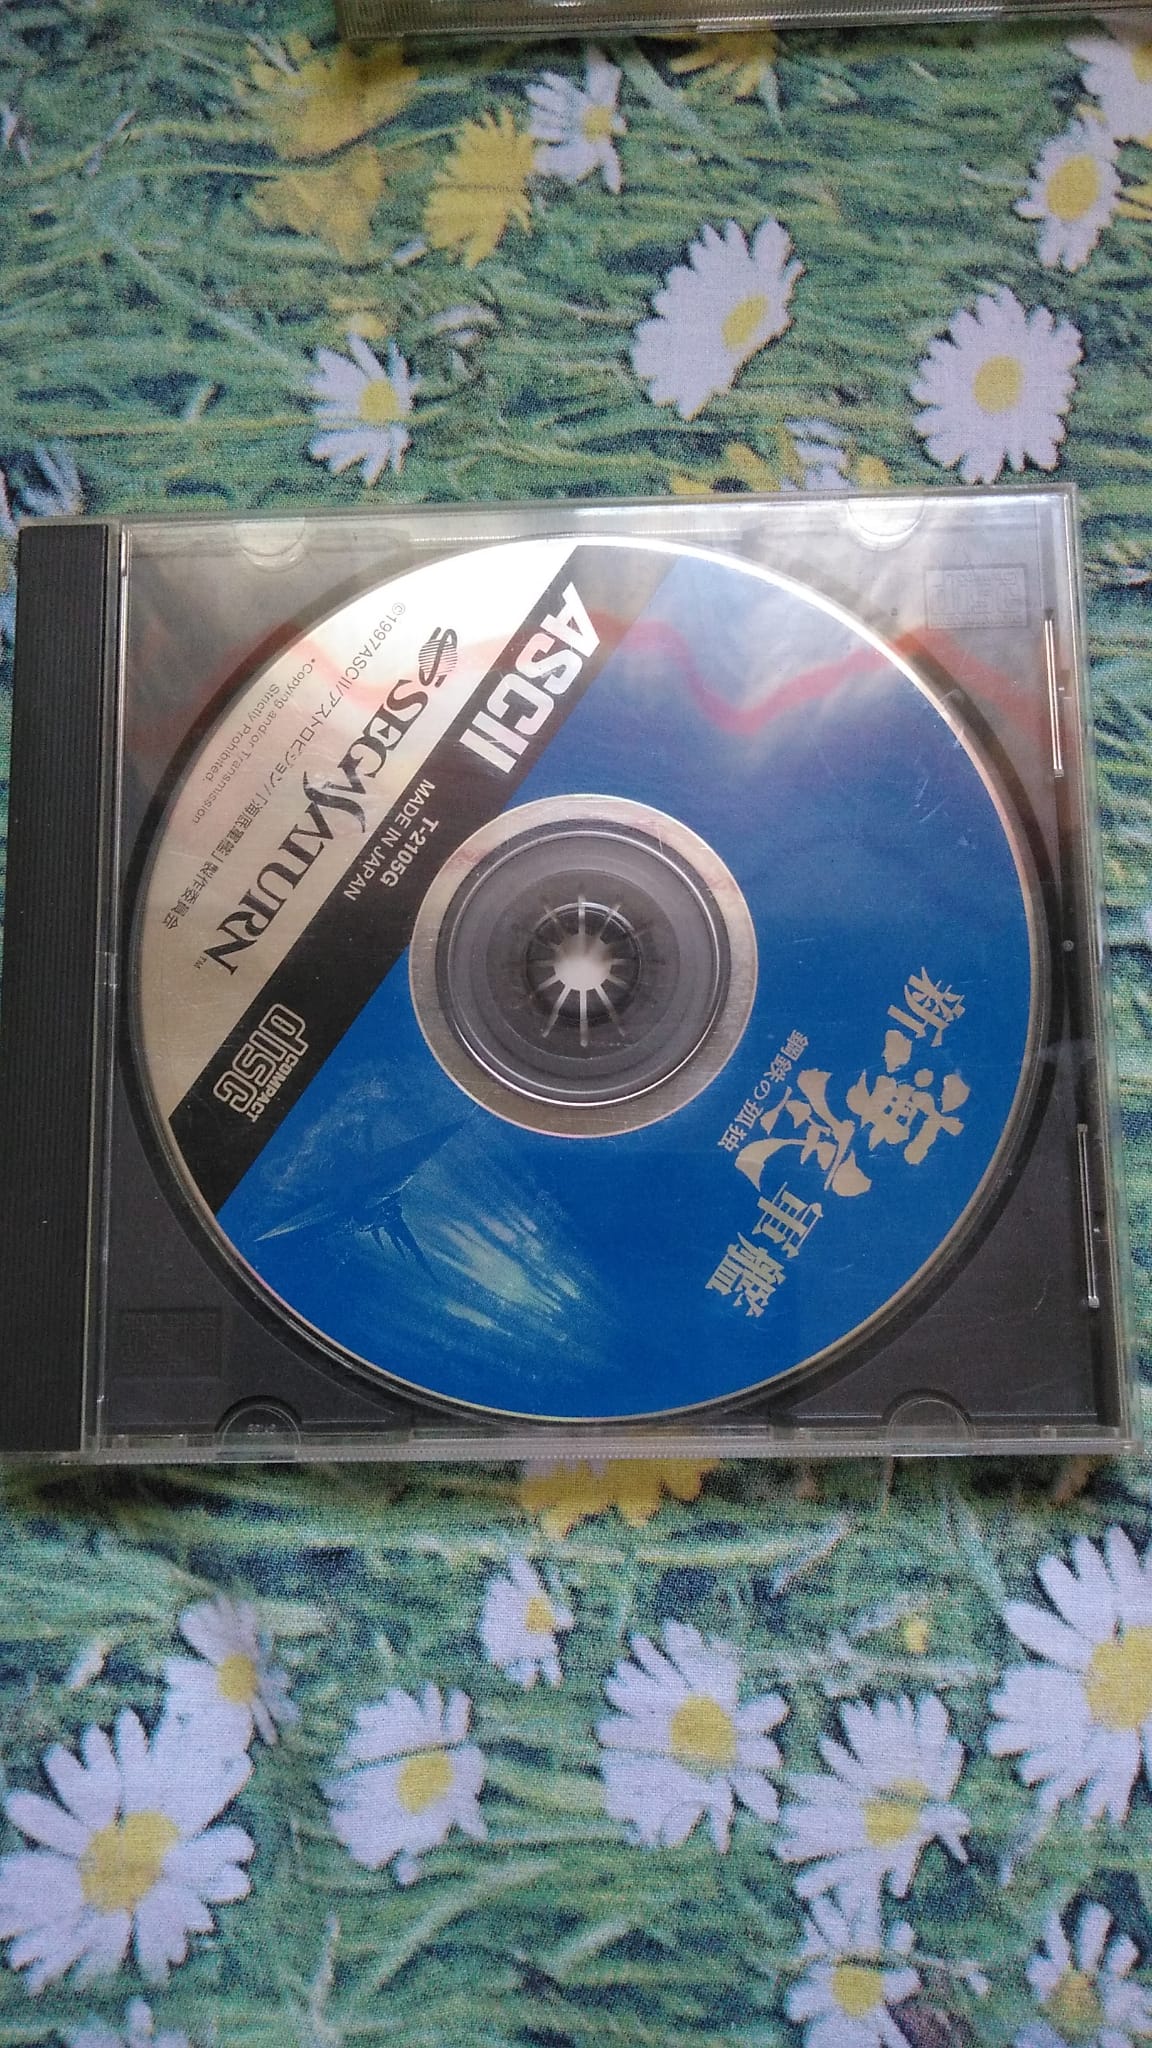 新海底軍艦
鋼鉄の孤独
ASCII
T-2105G
MADE IN JAPAN
COMPACT
disc
SEGA SATURN™
©1997ASCII/アストロビジョン/「海底軍艦」製作委員会
•Copying and/or Transmission
Strictly Prohibited.